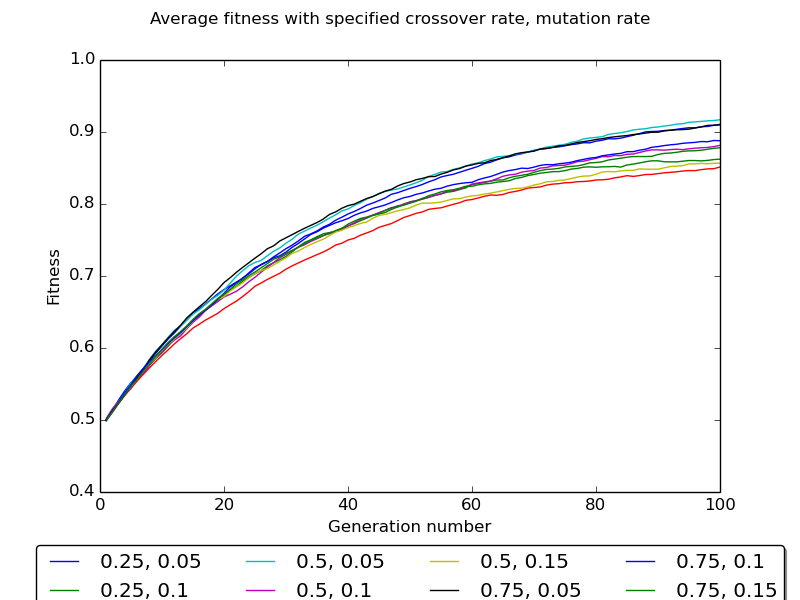 Average fitness with specified crossover rate, mutation rate
1.0
0.9
0.8
0.7
0.6
0.5
0.4
Fitness
0 20 40 60 80 100
Generation number
0.25, 0.05 0.5, 0.05 0.5, 0.15 0.75, 0.1
0.25, 0.1 0.5, 0.1 0.75, 0.05 0.75, 0.15